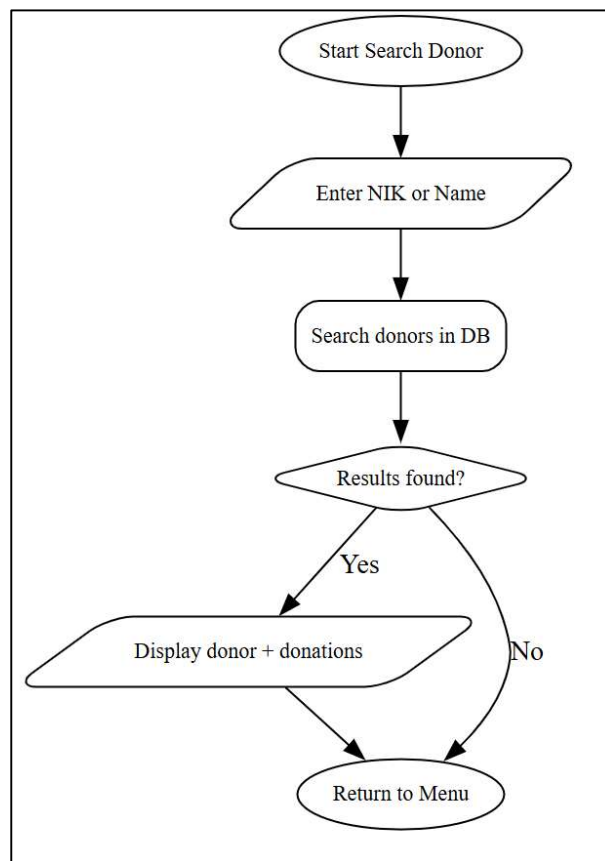 Start Search Donor
Enter NIK or Name
Search donors in DB
Results found?
Yes
Display donor + donations
No
Return to Menu